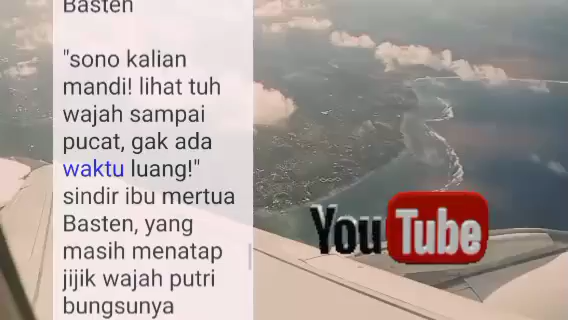 Basten
"sono kalian
mandi! lihat tuh
wajah sampai
pucat, gak ada
waktu luang!"
sindir ibu mertua
Basten, yang
masih menatap
jijik wajah putri
bungsunya
YouTube